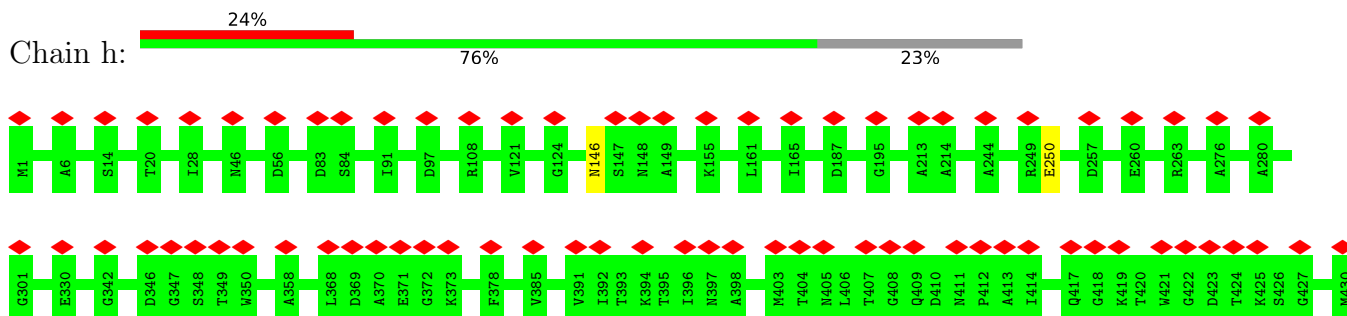 24%
Chain h:
76% 23%
M1 A6 S14 T20 I28 N46 D56 D83 S84 I91 D97 R108 V121 G124 N146 S147 N148 A149 K155 L161 I165 D187 G195 A213 A214 A244 R249 E250 D257 E260 R263 A276 A280
G301 E330 G342 D346 G347 S348 T349 W350 A358 L368 D369 A370 E371 G372 K373 F378 V385 V391 I392 T393 K394 T395 I396 N397 A398 M403 T404 N405 L406 T407 G408 Q409 D410 N411 P412 A413 I414 Q417 G418 K419 T420 W421 G422 D423 T424 K425 S426 G427 M430